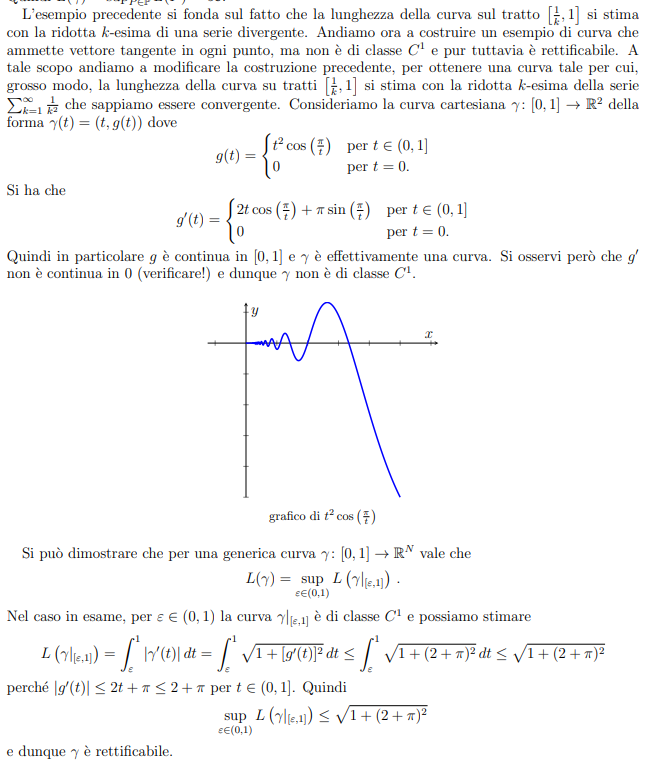 L'esempio precedente si fonda sul fatto che la lunghezza della curva sul tratto [1/k, 1] si stima
con la ridotta k-esima di una serie divergente. Andiamo ora a costruire un esempio di curva che
ammette vettore tangente in ogni punto, ma non è di classe C¹ e pur tuttavia è rettificabile. A
tale scopo andiamo a modificare la costruzione precedente, per ottenere una curva tale per cui,
grosso modo, la lunghezza della curva su tratti [1/k, 1] si stima con la ridotta k-esima della serie
∑_{k=1}^{∞} 1/k² che sappiamo essere convergente. Consideriamo la curva cartesiana γ: [0, 1] → ℝ² della
forma γ(t) = (t, g(t)) dove
g(t) = { t² cos (π/t) per t ∈ (0, 1]
0 per t = 0.
Si ha che
g′(t) = { 2t cos (π/t) + π sin (π/t) per t ∈ (0, 1]
0 per t = 0.
Quindi in particolare g è continua in [0, 1] e γ è effettivamente una curva. Si osservi però che g′
non è continua in 0 (verificare!) e dunque γ non è di classe C¹.
y
x
grafico di t² cos (π/t)
Si può dimostrare che per una generica curva γ: [0, 1] → ℝ^N vale che
L(γ) = sup_{ε∈(0,1)} L (γ|_{[ε,1]}) .
Nel caso in esame, per ε ∈ (0, 1) la curva γ|_{[ε,1]} è di classe C¹ e possiamo stimare
L (γ|_{[ε,1]}) = ∫_ε^1 |γ′(t)| dt = ∫_ε^1 √(1 + [g′(t)]²) dt ≤ ∫_ε^1 √(1 + (2 + π)²) dt ≤ √(1 + (2 + π)²)
perché |g′(t)| ≤ 2t + π ≤ 2 + π per t ∈ (0, 1]. Quindi
sup_{ε∈(0,1)} L (γ|_{[ε,1]}) ≤ √(1 + (2 + π)²)
e dunque γ è rettificabile.